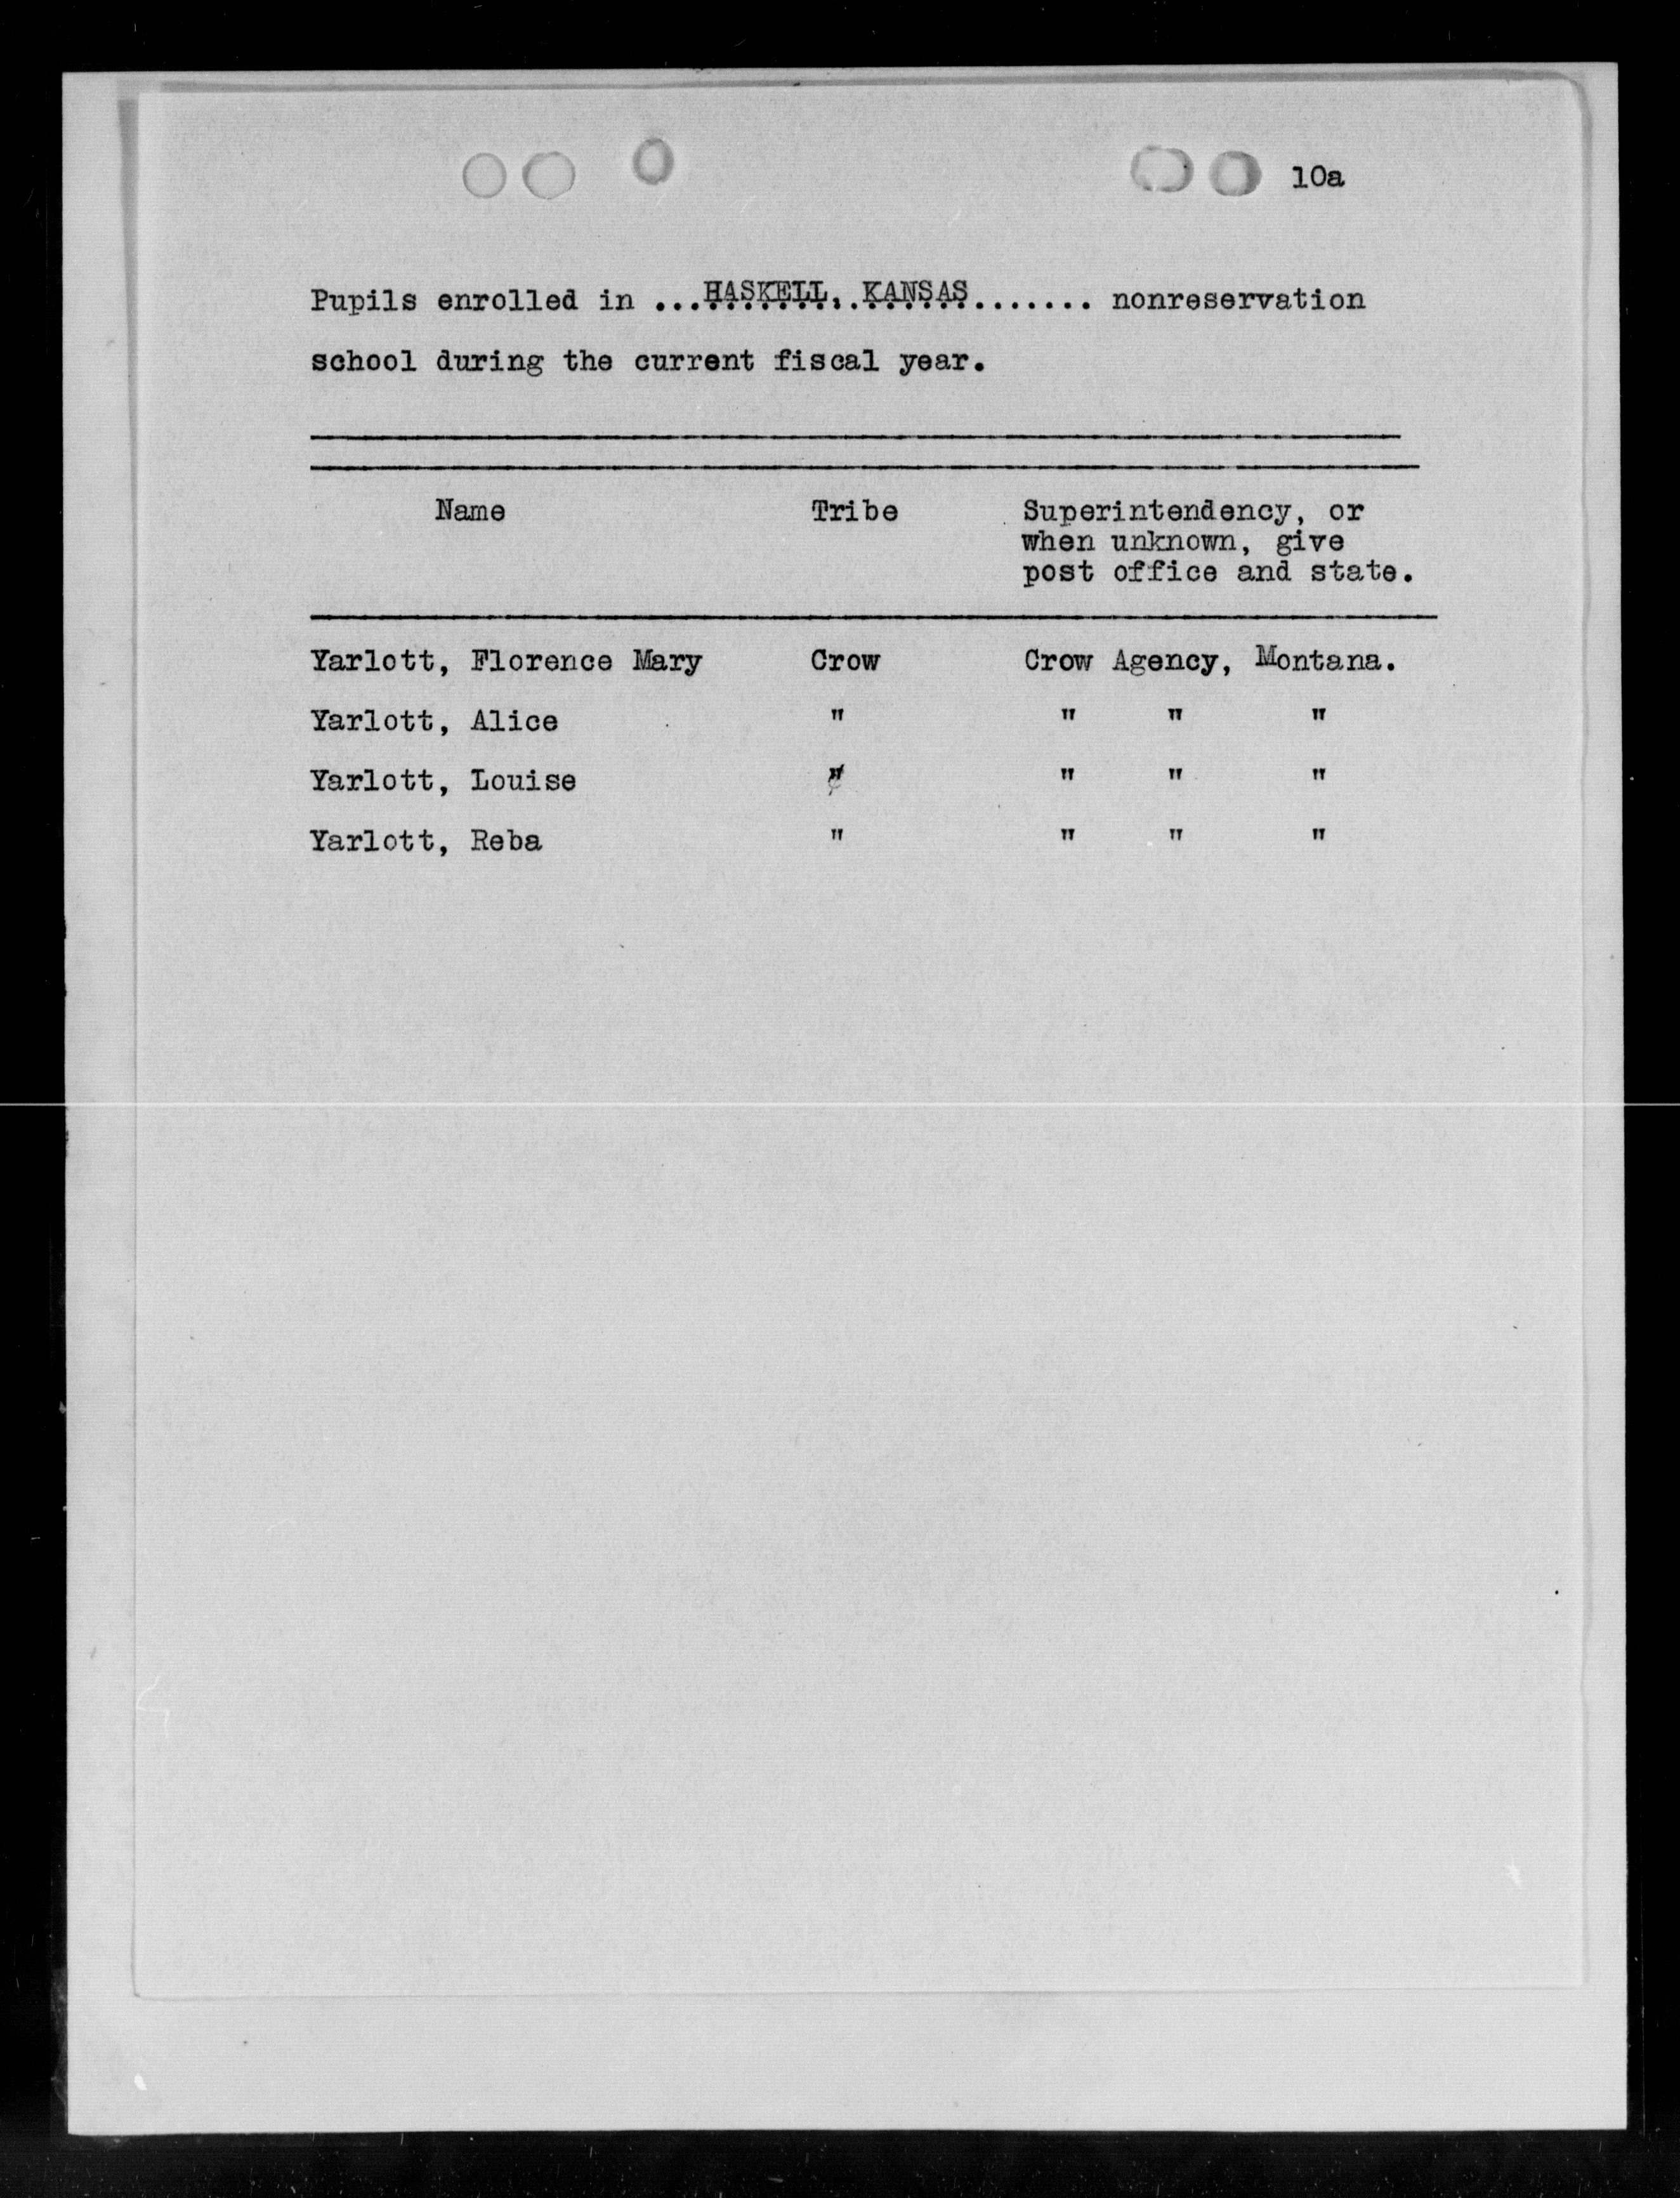 10a
Pupils enrolled in ...HASKELL, KANSAS....... nonreservation
school during the current fiscal year.
Name Tribe Superintendency, or
when unknown, give
post office and state.
Yarlott, Florence Mary Crow Crow Agency, Montana.
Yarlott, Alice " " " "
Yarlott, Louise " " " "
Yarlott, Reba " " " "